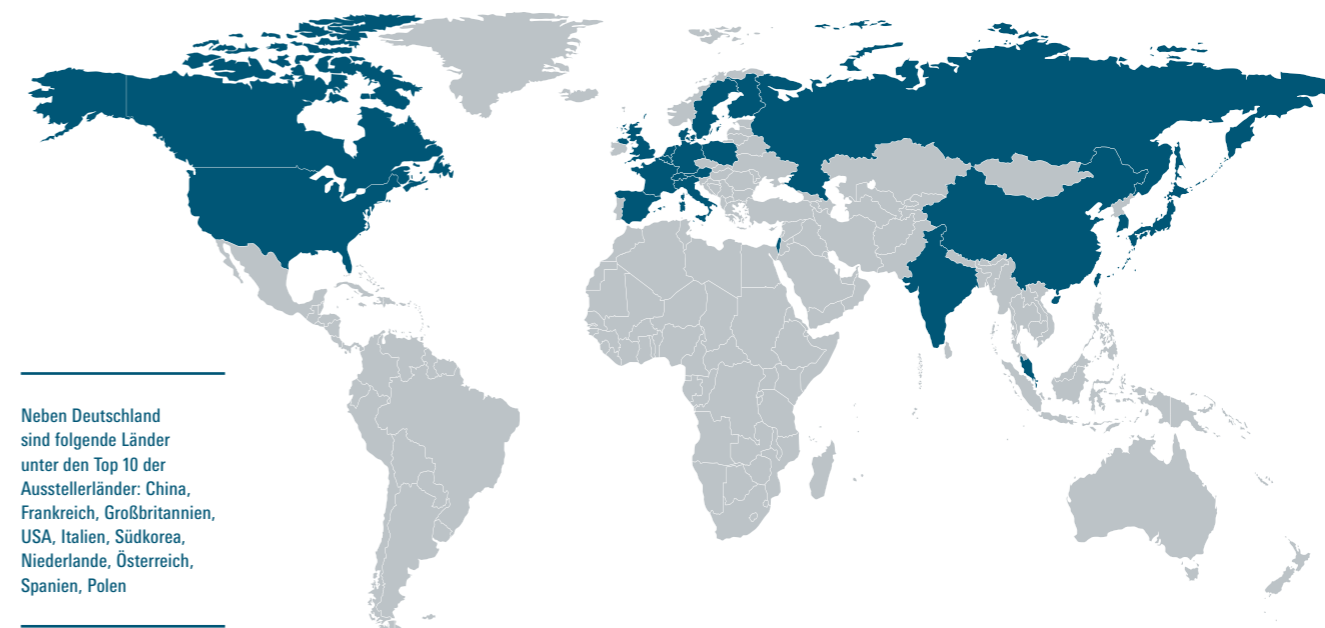 Neben Deutschland
sind folgende Länder
unter den Top 10 der
Ausstellerländer: China,
Frankreich, Großbritannien,
USA, Italien, Südkorea,
Niederlande, Österreich,
Spanien, Polen